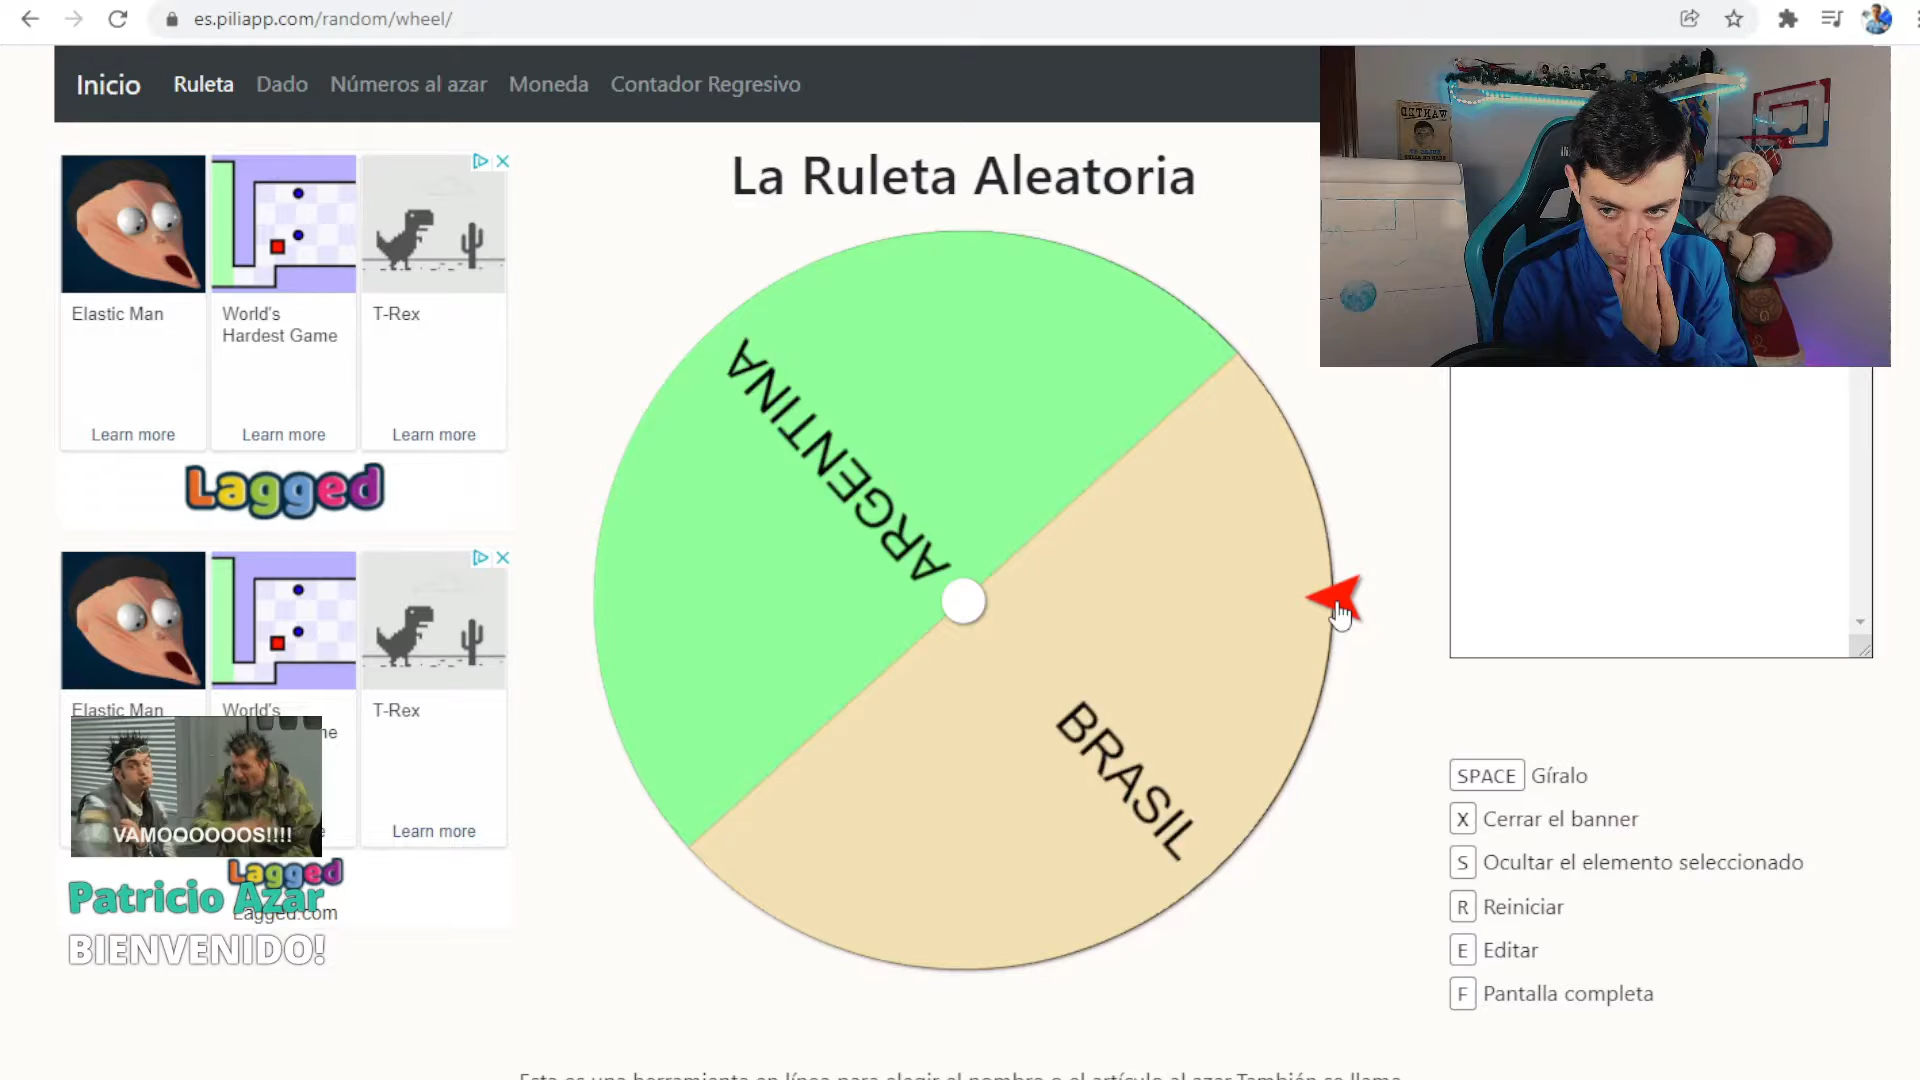 es.piliapp.com/random/wheel/
Inicio Ruleta Dado Números al azar Moneda Contador Regresivo
La Ruleta Aleatoria
Elastic Man
World's
Hardest Game
T-Rex
Learn more Learn more Learn more
Lagged
ARGENTINA
BRASIL
Elastic Man
World's
T-Rex
Learn more
VAMOOOOOOS!!!!
Lagged
Patricio Azar
Lagged.com
BIENVENIDO!
SPACE Gíralo
X Cerrar el banner
S Ocultar el elemento seleccionado
R Reiniciar
E Editar
F Pantalla completa